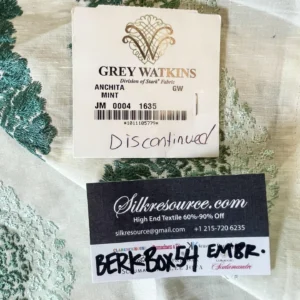 GREY WATKINS
Division of Stark Fabric
ANCHITA GW
MINT
JM 0004 1635
Discontinued
Silkresource.com
High End Textile 60%-90% Off
silkresource@gmail.com +1 215-720 6235
BERK BOX54 EMBR.